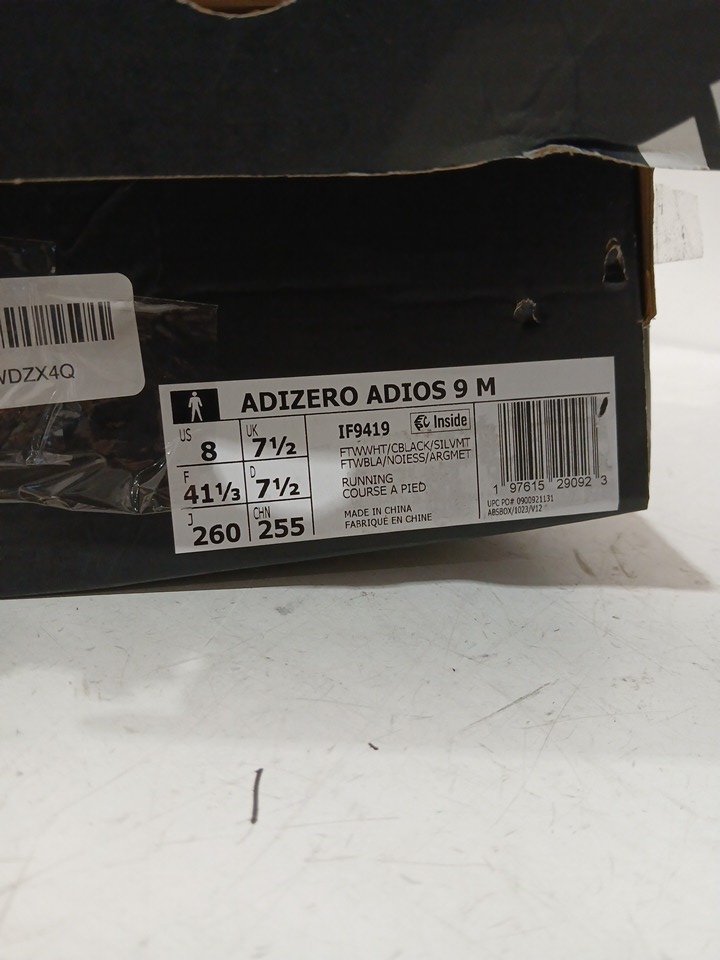 ADIZERO ADIOS 9 M
US 8
UK 7½
F 41⅓
D 7½
J 260
CHN 255
IF9419
Inside
FTWWHT/CBLACK/SILVMT
FTWBLA/NOIESS/ARGMET
RUNNING
COURSE A PIED
MADE IN CHINA
FABRIQUÉ EN CHINE
1 97615 29092 3
UPC PO# 0900921131
ABSBOX/1023/V12